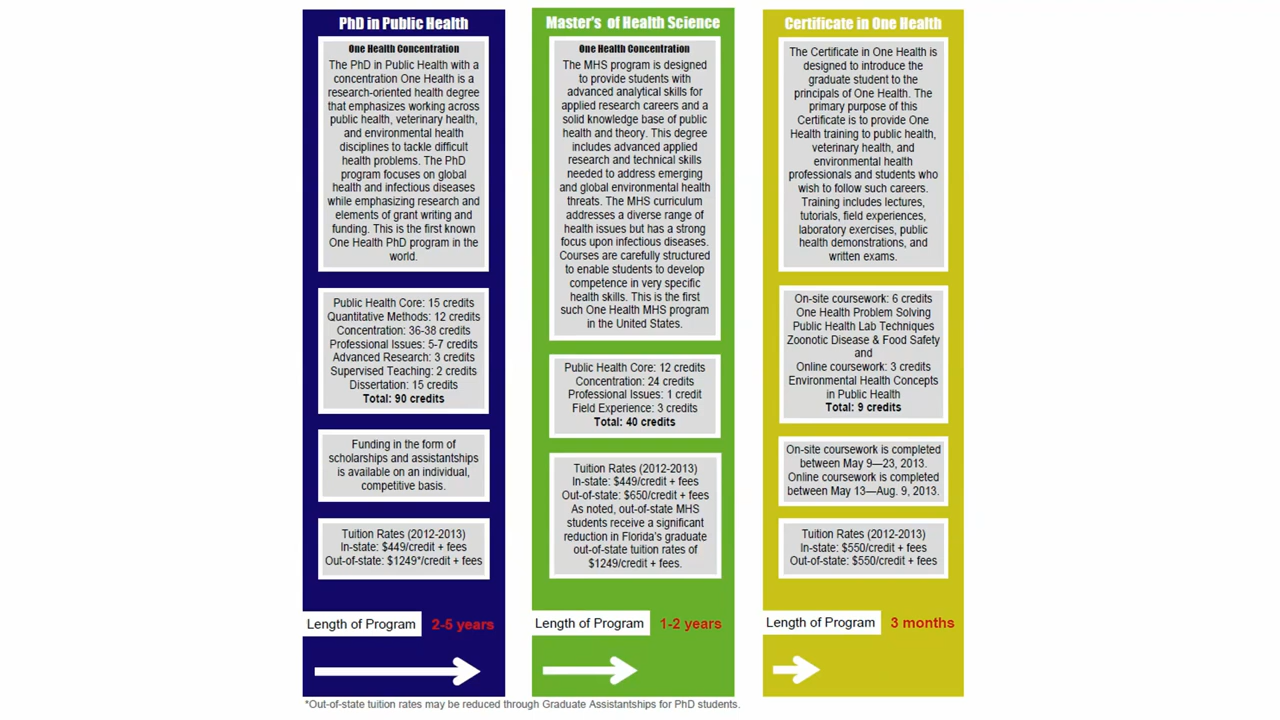 PhD in Public Health
One Health Concentration
The PhD in Public Health with a
concentration One Health is a
research-oriented health degree
that emphasizes working across
public health, veterinary health,
and environmental health
disciplines to tackle difficult
health problems. The PhD
program focuses on global
health and infectious diseases
while emphasizing research and
elements of grant writing and
funding. This is the first known
One Health PhD program in the
world.
Public Health Core: 15 credits
Quantitative Methods: 12 credits
Concentration: 36-38 credits
Professional Issues: 5-7 credits
Advanced Research: 3 credits
Supervised Teaching: 2 credits
Dissertation: 15 credits
Total: 90 credits
Funding in the form of
scholarships and assistantships
is available on an individual,
competitive basis.
Tuition Rates (2012-2013)
In-state: $449/credit + fees
Out-of-state: $1249*/credit + fees
Length of Program 2-5 years
Master's of Health Science
One Health Concentration
The MHS program is designed
to provide students with
advanced analytical skills for
applied research careers and a
solid knowledge base of public
health and theory. This degree
includes advanced applied
research and technical skills
needed to address emerging
and global environmental health
threats. The MHS curriculum
addresses a diverse range of
health issues but has a strong
focus upon infectious diseases.
Courses are carefully structured
to enable students to develop
competence in very specific
health skills. This is the first
such One Health MHS program
in the United States.
Public Health Core: 12 credits
Concentration: 24 credits
Professional Issues: 1 credit
Field Experience: 3 credits
Total: 40 credits
Tuition Rates (2012-2013)
In-state: $449/credit + fees
Out-of-state: $650/credit + fees
As noted, out-of-state MHS
students receive a significant
reduction in Florida's graduate
out-of-state tuition rates of
$1249/credit + fees.
Length of Program 1-2 years
Certificate in One Health
The Certificate in One Health is
designed to introduce the
graduate student to the
principals of One Health. The
primary purpose of this
Certificate is to provide One
Health training to public health,
veterinary health, and
environmental health
professionals and students who
wish to follow such careers.
Training includes lectures,
tutorials, field experiences,
laboratory exercises, public
health demonstrations, and
written exams.
On-site coursework: 6 credits
One Health Problem Solving
Public Health Lab Techniques
Zoonotic Disease & Food Safety
and
Online coursework: 3 credits
Environmental Health Concepts
in Public Health
Total: 9 credits
On-site coursework is completed
between May 9—23, 2013.
Online coursework is completed
between May 13—Aug. 9, 2013.
Tuition Rates (2012-2013)
In-state: $550/credit + fees
Out-of-state: $550/credit + fees
Length of Program 3 months
*Out-of-state tuition rates may be reduced through Graduate Assistantships for PhD students.